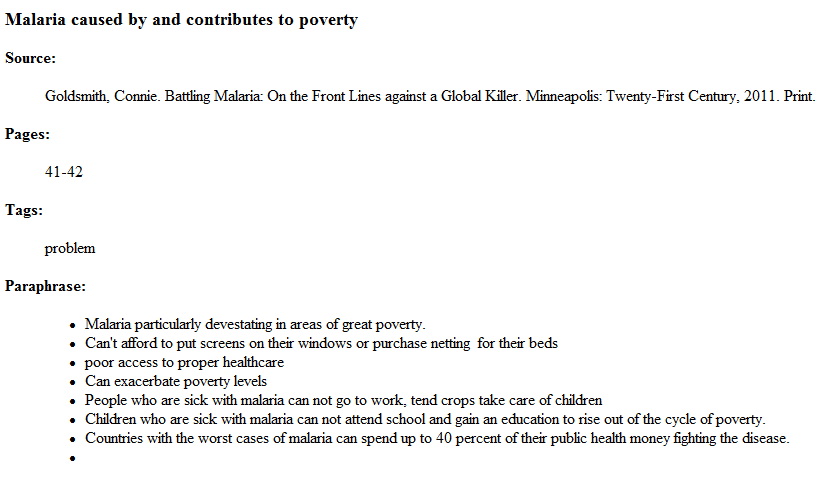 Malaria caused by and contributes to poverty
Source:
Goldsmith, Connie. Battling Malaria: On the Front Lines against a Global Killer. Minneapolis: Twenty-First Century, 2011. Print.
Pages:
41-42
Tags:
problem
Paraphrase:
• Malaria particularly devestating in areas of great poverty.
• Can't afford to put screens on their windows or purchase netting  for their beds
• poor access to proper healthcare
• Can exacerbate poverty levels
• People who are sick with malaria can not go to work, tend crops take care of children
• Children who are sick with malaria can not attend school and gain an education to rise out of the cycle of poverty.
• Countries with the worst cases of malaria can spend up to 40 percent of their public health money fighting the disease.
•